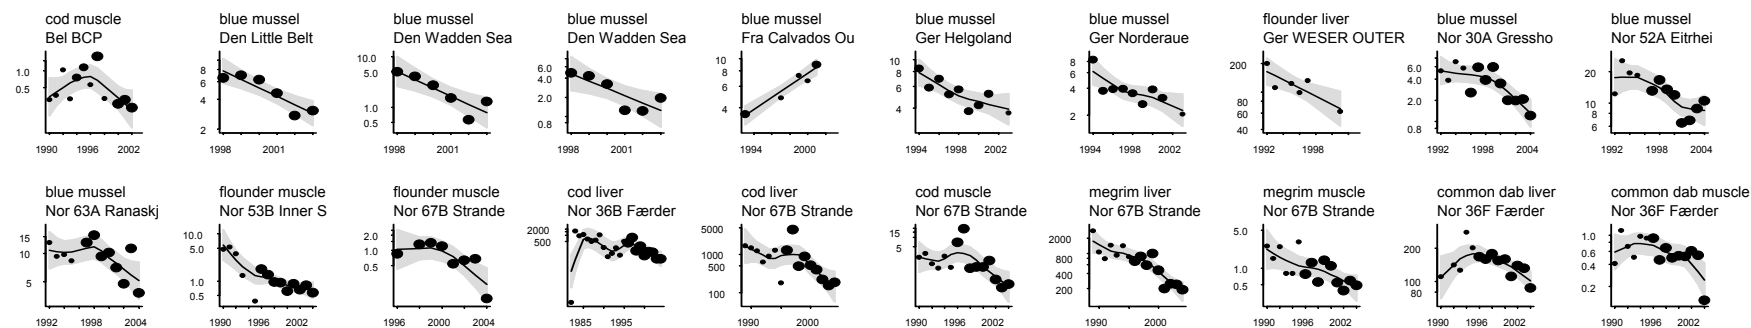 cod muscle
Bel BCP
1.0
0.5
1990 1996 2002
blue mussel
Den Little Belt
8
6
4
2
1998 2001
blue mussel
Den Wadden Sea
10.0
5.0
1.0
0.5
1998 2001
blue mussel
Den Wadden Sea
6.0
4.0
2.0
0.8
1998 2001
blue mussel
Fra Calvados Ou
10
8
6
4
1994 2000
blue mussel
Ger Helgoland
10
8
6
4
1994 1998 2002
blue mussel
Ger Norderaue
8
6
4
2
1994 1998 2002
flounder liver
Ger WESER OUTER
200
80
60
40
1992 1998
blue mussel
Nor 30A Gressho
6.0
4.0
2.0
0.8
1992 1998 2004
blue mussel
Nor 52A Eitrhei
20
10
8
6
1992 1998 2004
blue mussel
Nor 63A Ranaskj
15
10
5
1992 1998 2004
flounder muscle
Nor 53B Inner S
10.0
5.0
1.0
0.5
1990 1996 2002
flounder muscle
Nor 67B Strande
2.0
1.0
0.5
1996 2000 2004
cod liver
Nor 36B Færder
2000
500
1985 1995
cod liver
Nor 67B Strande
5000
1000
500
100
1990 2000
cod muscle
Nor 67B Strande
15
5
1990 1996 2002
megrim liver
Nor 67B Strande
2000
800
400
200
1990 2000
megrim muscle
Nor 67B Strande
5.0
1.0
0.5
1990 1996 2002
common dab liver
Nor 36F Færder
200
100
80
1990 1996 2002
common dab muscle
Nor 36F Færder
1.0
0.6
0.4
0.2
1990 1996 2002